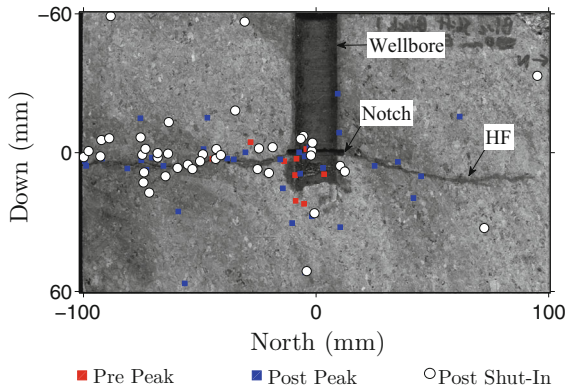 −60
Wellbore
Notch
HF
0
60
Down (mm)
−100
0
100
North (mm)
Pre Peak
Post Peak
Post Shut-In